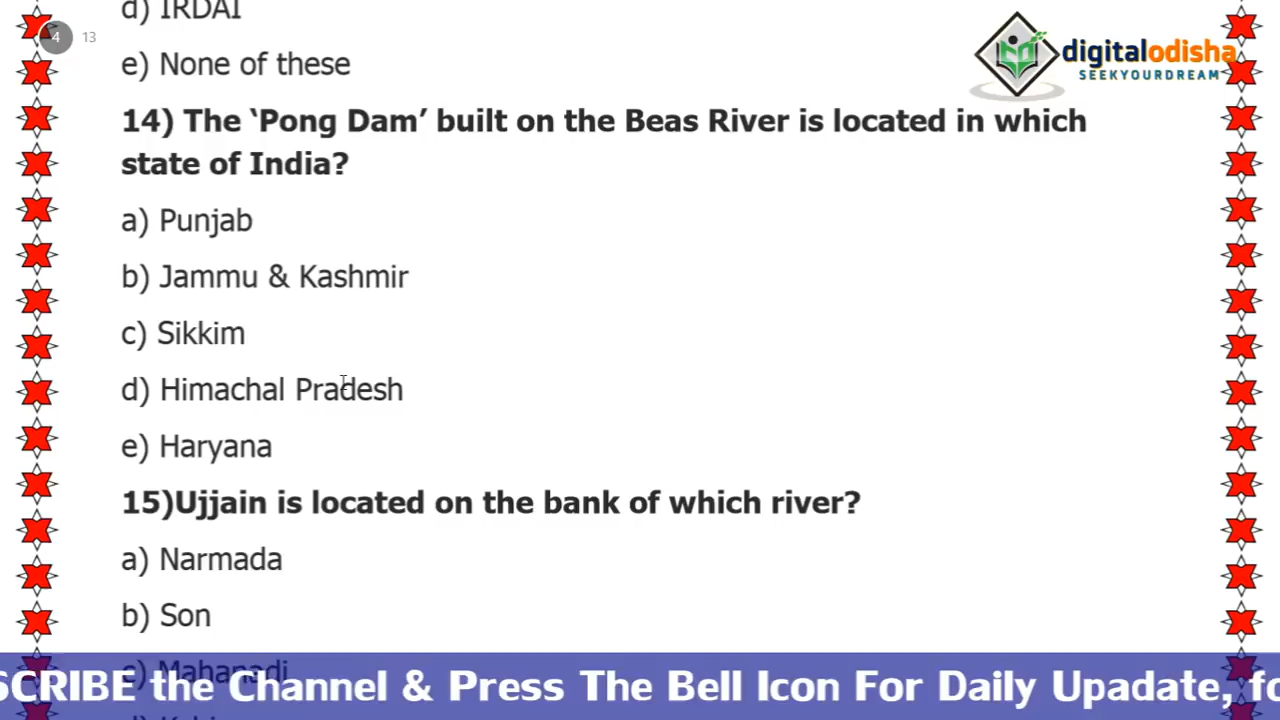 d) IRDAI
4 13
digitalodisha
SEEKYOURDREAM
e) None of these
14) The ‘Pong Dam’ built on the Beas River is located in which
state of India?
a) Punjab
b) Jammu & Kashmir
c) Sikkim
d) Himachal Pradesh
e) Haryana
15)Ujjain is located on the bank of which river?
a) Narmada
b) Son
c) Mahanadi
SCRIBE the Channel & Press The Bell Icon For Daily Upadate, fo